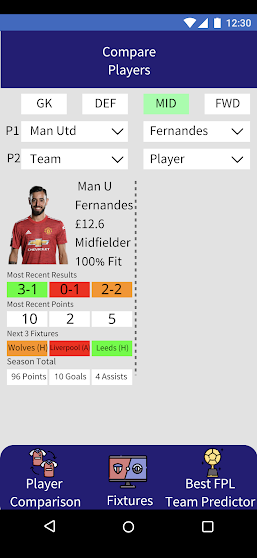 12:30
Compare
Players
GK DEF MID FWD
P1 Man Utd Fernandes
P2 Team Player
Man U
Fernandes
£12.6
Midfielder
100% Fit
Most Recent Results
3-1 0-1 2-2
Most Recent Points
10 2 5
Next 3 Fixtures
Wolves (H) Liverpool (A Leeds (H)
Season Total
96 Points 10 Goals 4 Assists
Player
Comparison
Fixtures
Best FPL
Team Predictor